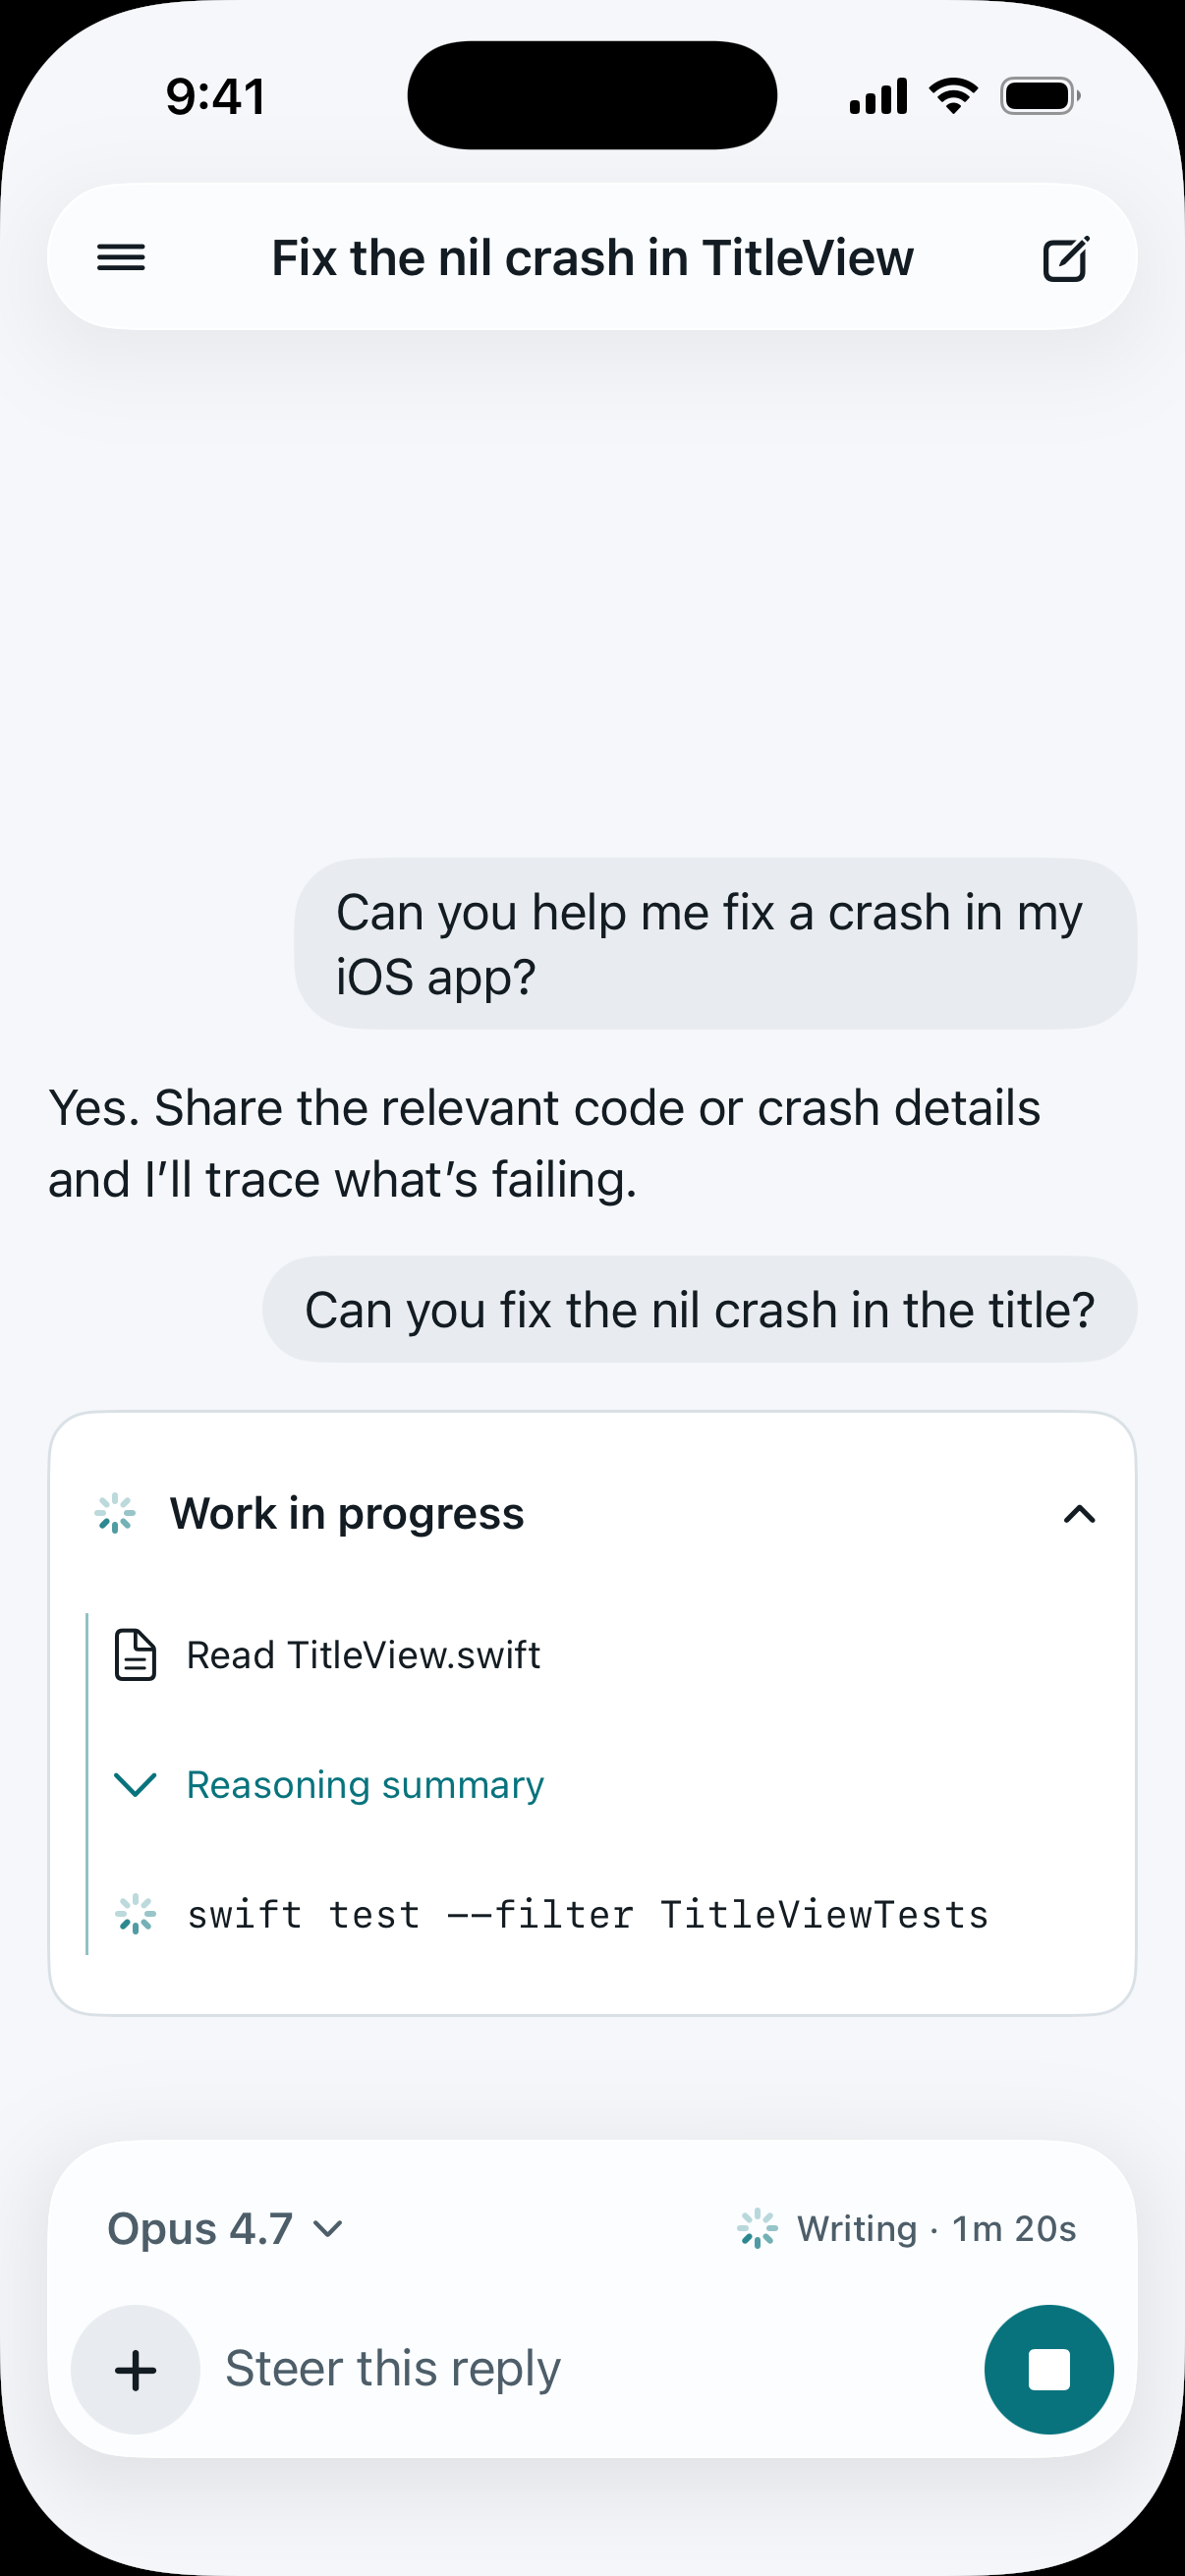 9:41
Fix the nil crash in TitleView
Can you help me fix a crash in my
iOS app?
Yes. Share the relevant code or crash details
and I’ll trace what’s failing.
Can you fix the nil crash in the title?
Work in progress
Read TitleView.swift
Reasoning summary
swift test --filter TitleViewTests
Opus 4.7
Writing · 1m 20s
Steer this reply